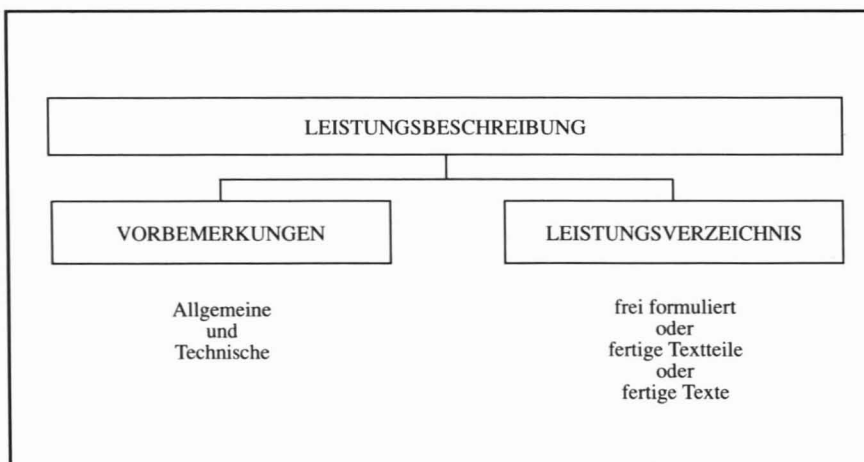 LEISTUNGSBESCHREIBUNG
VORBEMERKUNGEN
Allgemeine
und
Technische
LEISTUNGSVERZEICHNIS
frei formuliert
oder
fertige Textteile
oder
fertige Texte